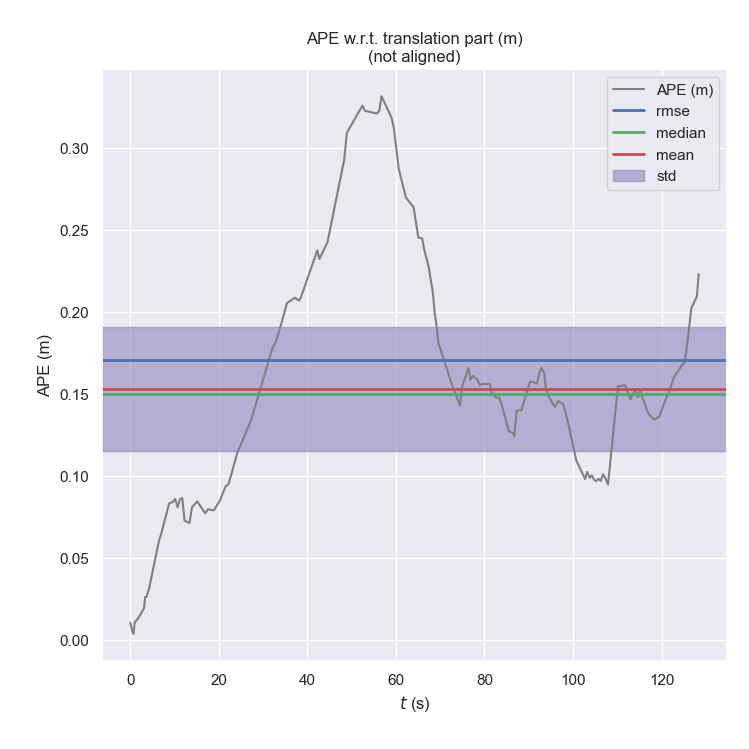 APE w.r.t. translation part (m)
(not aligned)
APE (m)
rmse
median
mean
std
0.30
0.25
0.20
0.15
0.10
0.05
0.00
APE (m)
0 20 40 60 80 100 120
t (s)